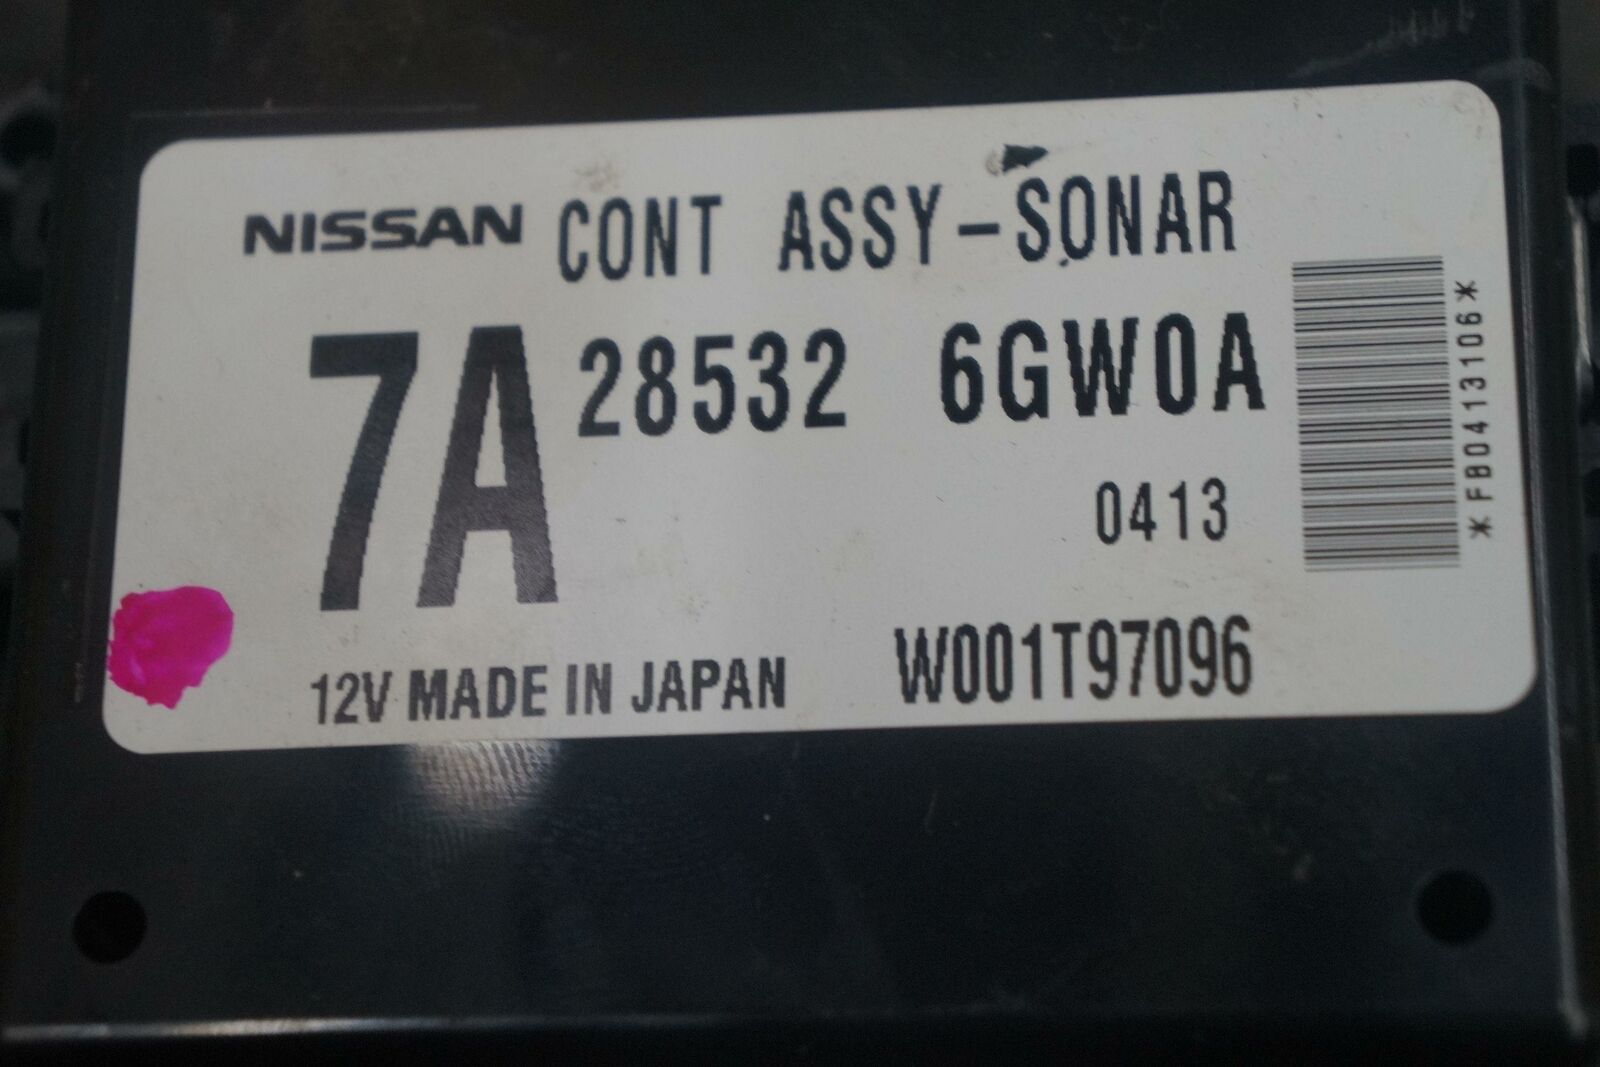 NISSAN CONT ASSY-SONAR
7A 28532 6GW0A
0413
12V MADE IN JAPAN W001T97096
*FB0413106*